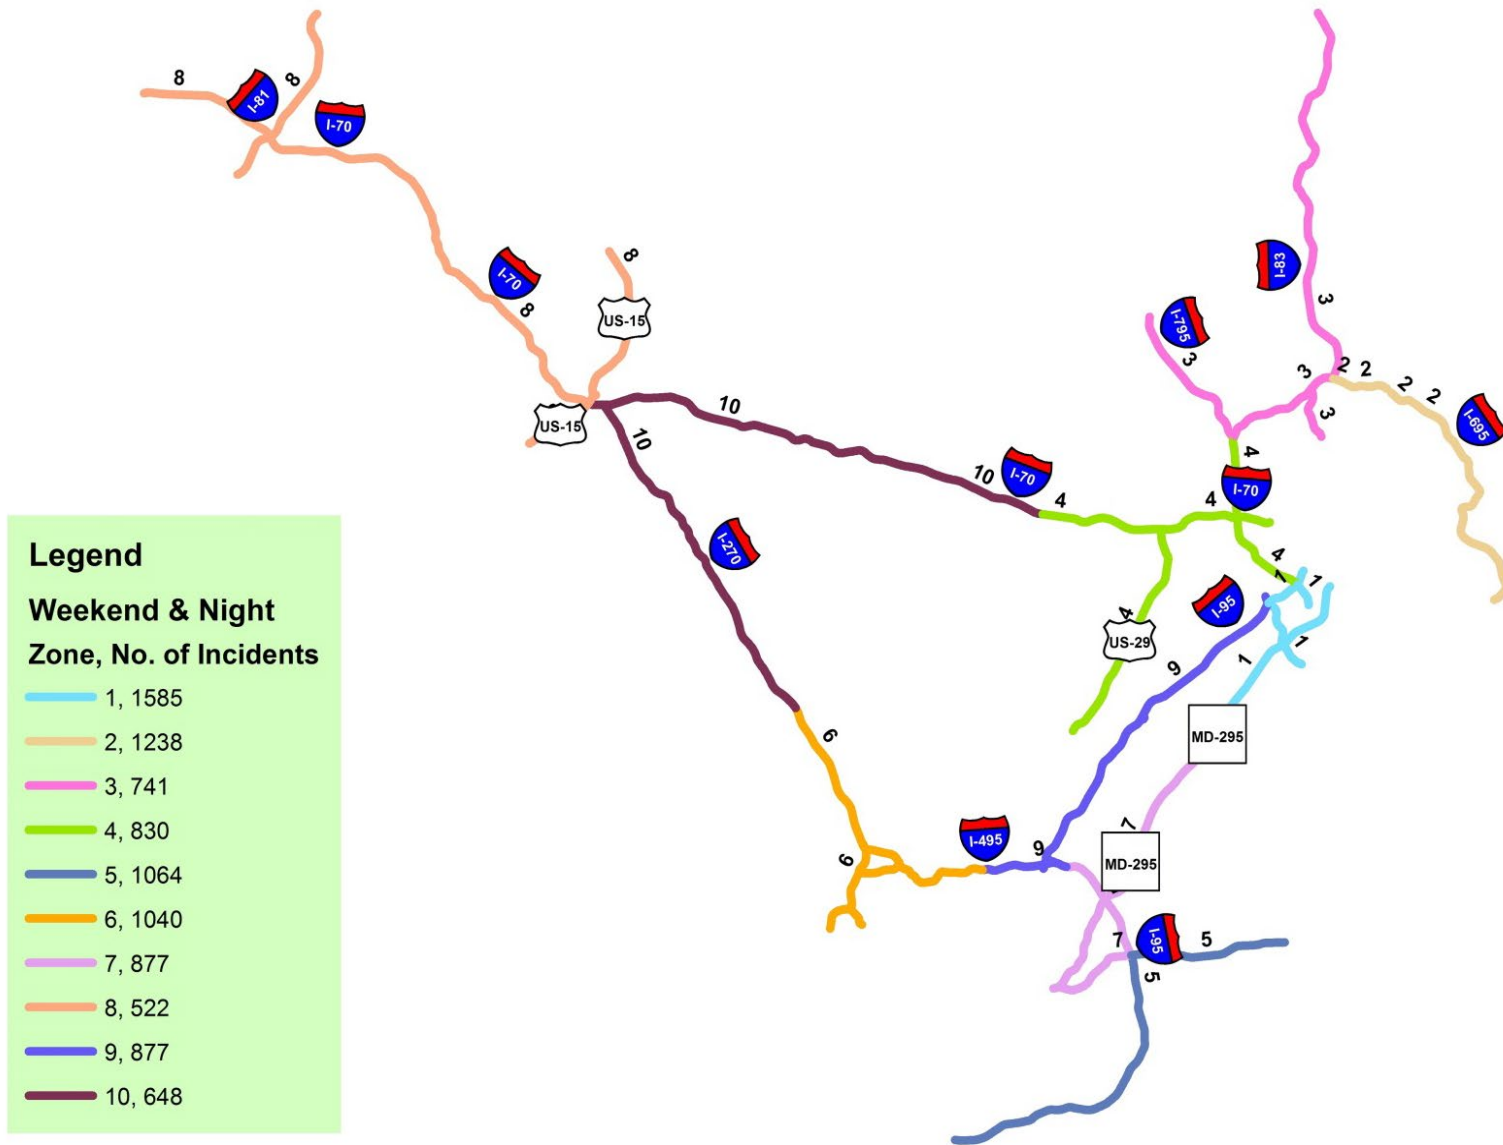 8
I-81
8
I-70
I-70
8
8
US-15
US-15
10
10
10
I-70
4
4
I-70
4
I-83
3
I-795
3
3
2
2
2
2
3
I-695
I-270
4
1
1
I-95
4
US-29
9
1
1
MD-295
6
7
I-495
9
MD-295
6
7
I-95
5
5
Legend
Weekend & Night
Zone, No. of Incidents
1, 1585
2, 1238
3, 741
4, 830
5, 1064
6, 1040
7, 877
8, 522
9, 877
10, 648